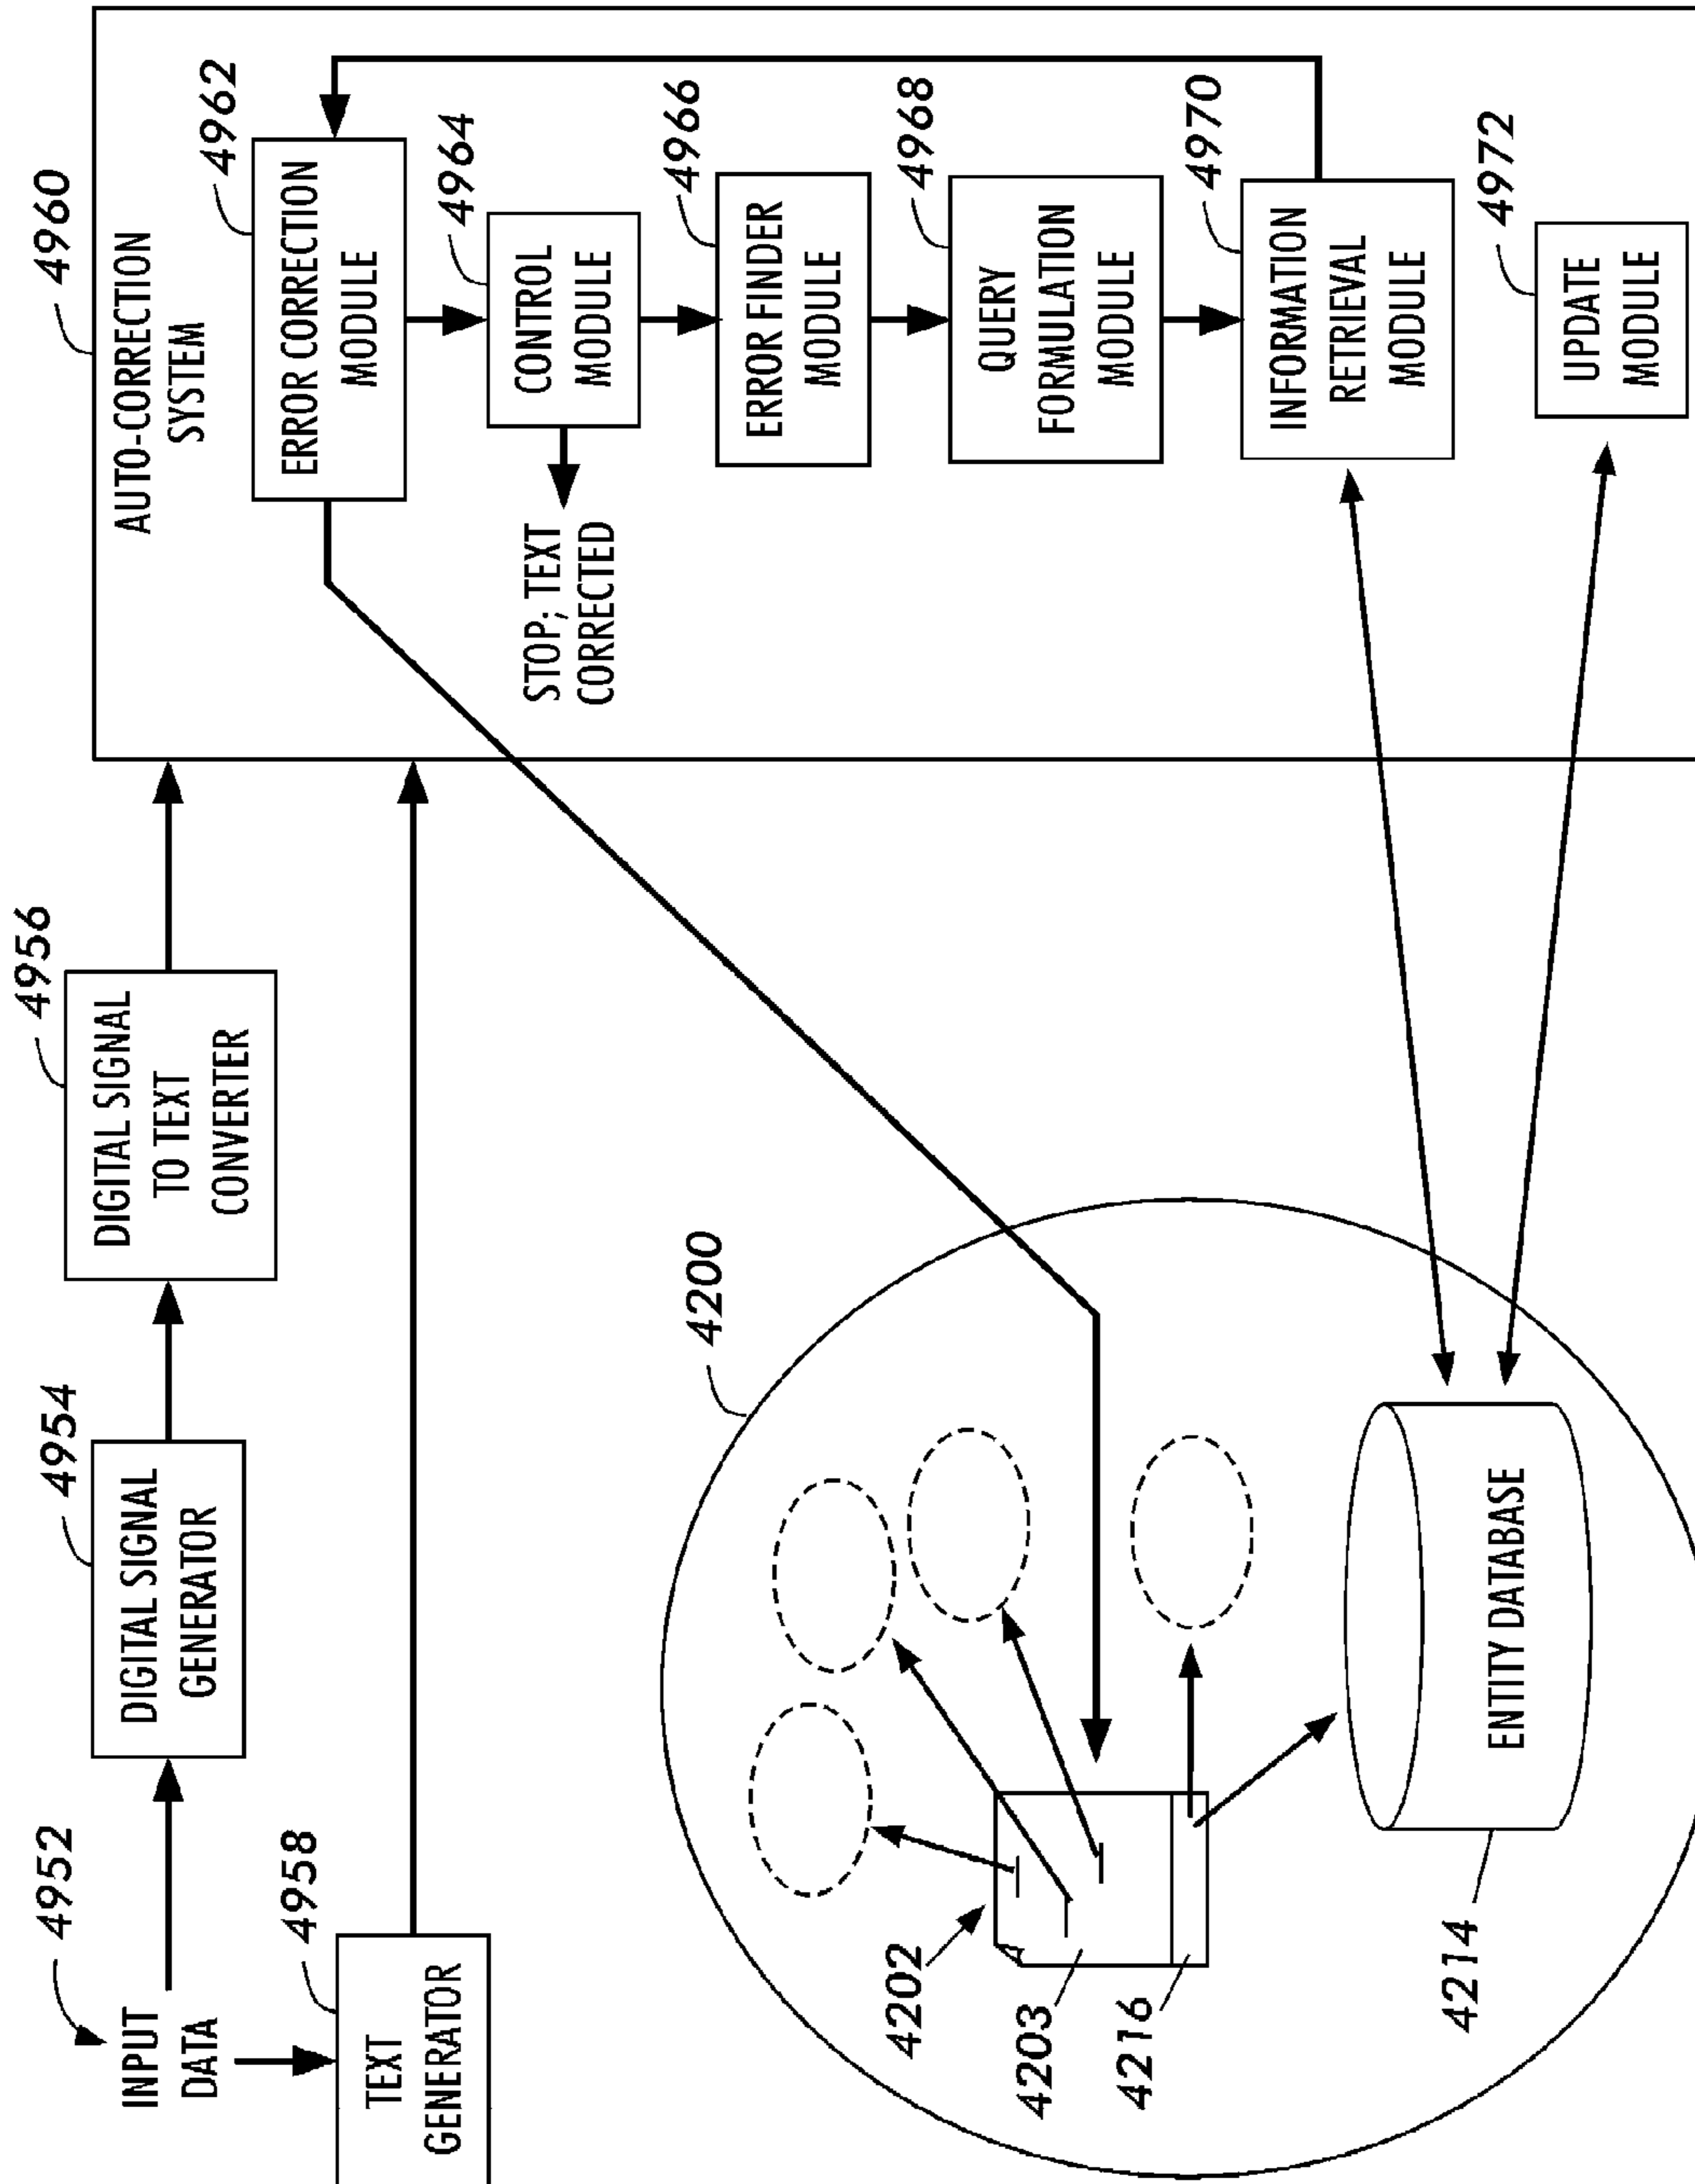 4952
INPUT
DATA
4954
DIGITAL SIGNAL
GENERATOR
4956
DIGITAL SIGNAL
TO TEXT
CONVERTER
4958
TEXT
GENERATOR
4960
AUTO-CORRECTION
SYSTEM
4962
ERROR CORRECTION
MODULE
4964
CONTROL
MODULE
STOP; TEXT
CORRECTED
4966
ERROR FINDER
MODULE
4968
QUERY
FORMULATION
MODULE
4970
INFORMATION
RETRIEVAL
MODULE
4972
UPDATE
MODULE
4200
4202
4203
4216
4214
ENTITY DATABASE